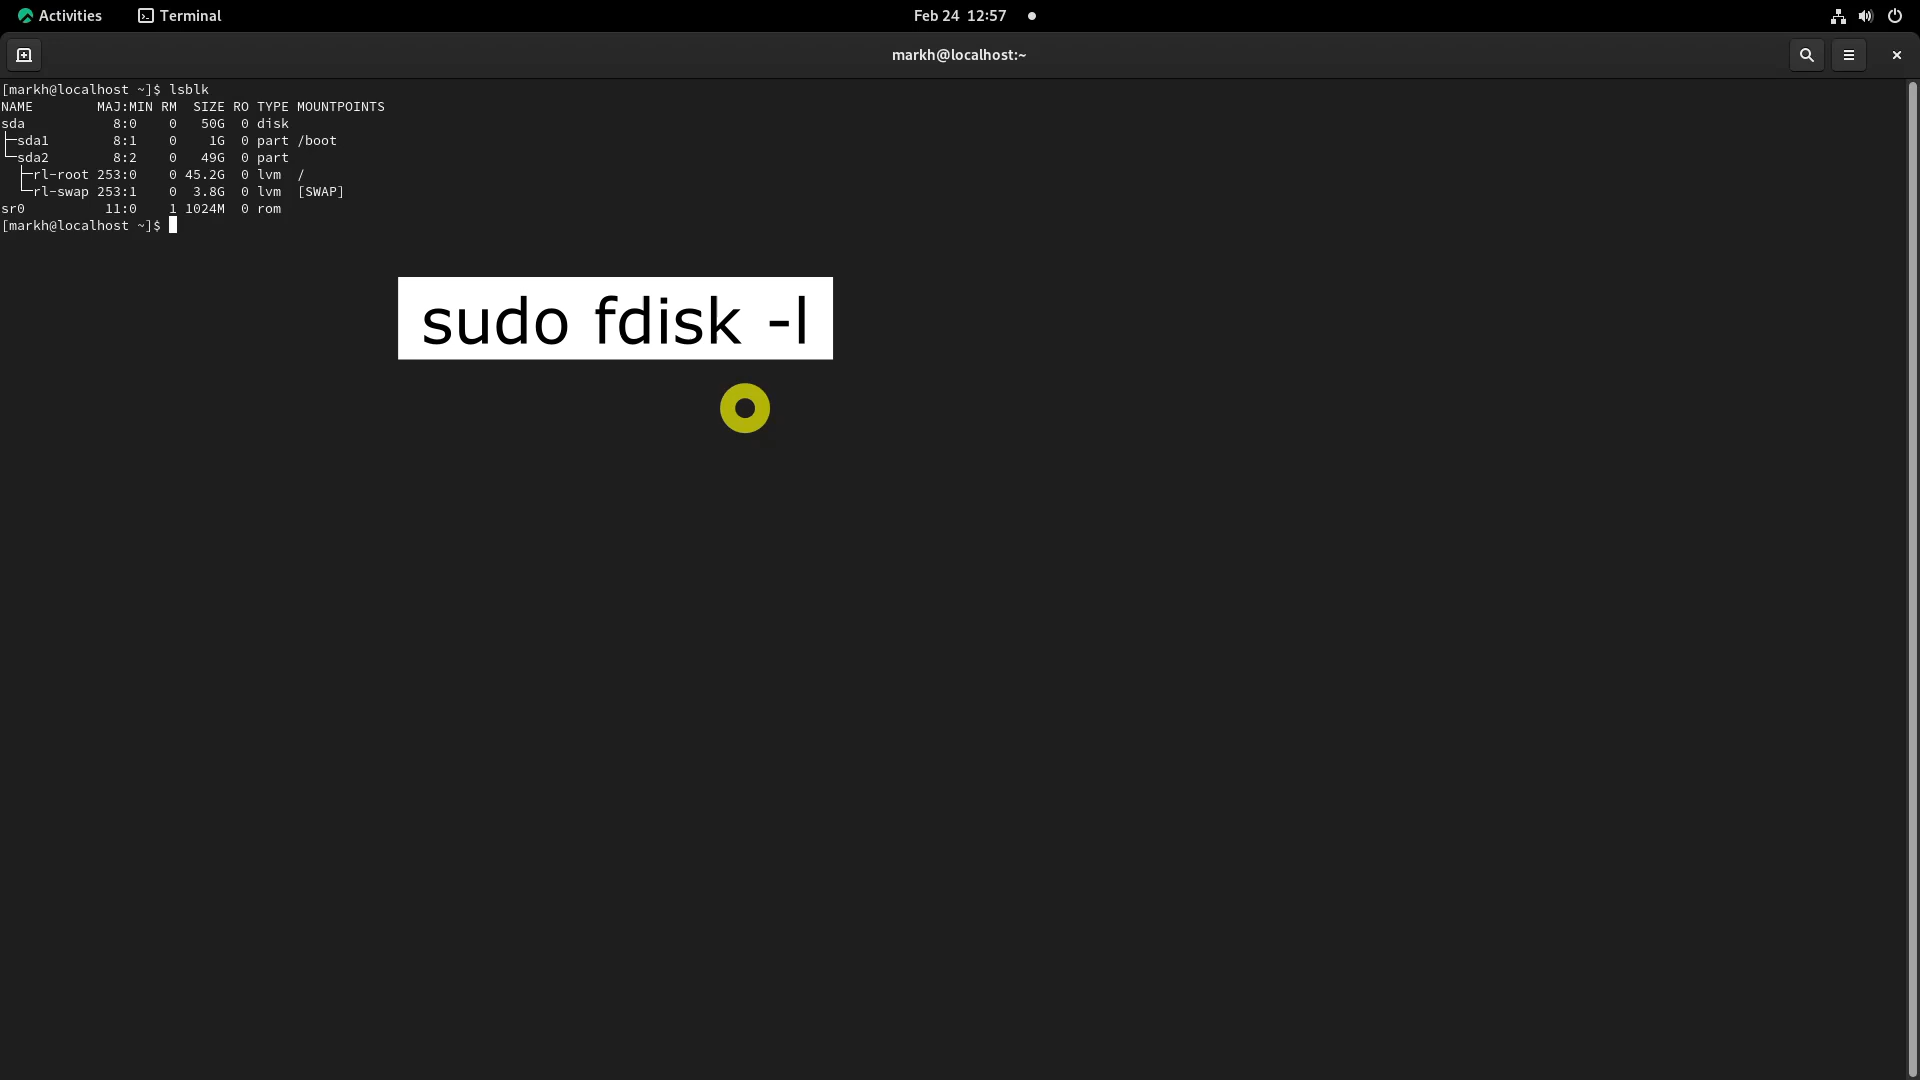 Activities
Terminal
Feb 24 12:57
markh@localhost:~
[markh@localhost ~]$ lsblk
NAME        MAJ:MIN RM  SIZE RO TYPE MOUNTPOINTS
sda           8:0    0   50G  0 disk
├─sda1        8:1    0    1G  0 part /boot
└─sda2        8:2    0   49G  0 part
  ├─rl-root 253:0    0 45.2G  0 lvm  /
  └─rl-swap 253:1    0  3.8G  0 lvm  [SWAP]
sr0          11:0    1 1024M  0 rom
[markh@localhost ~]$
sudo fdisk -l